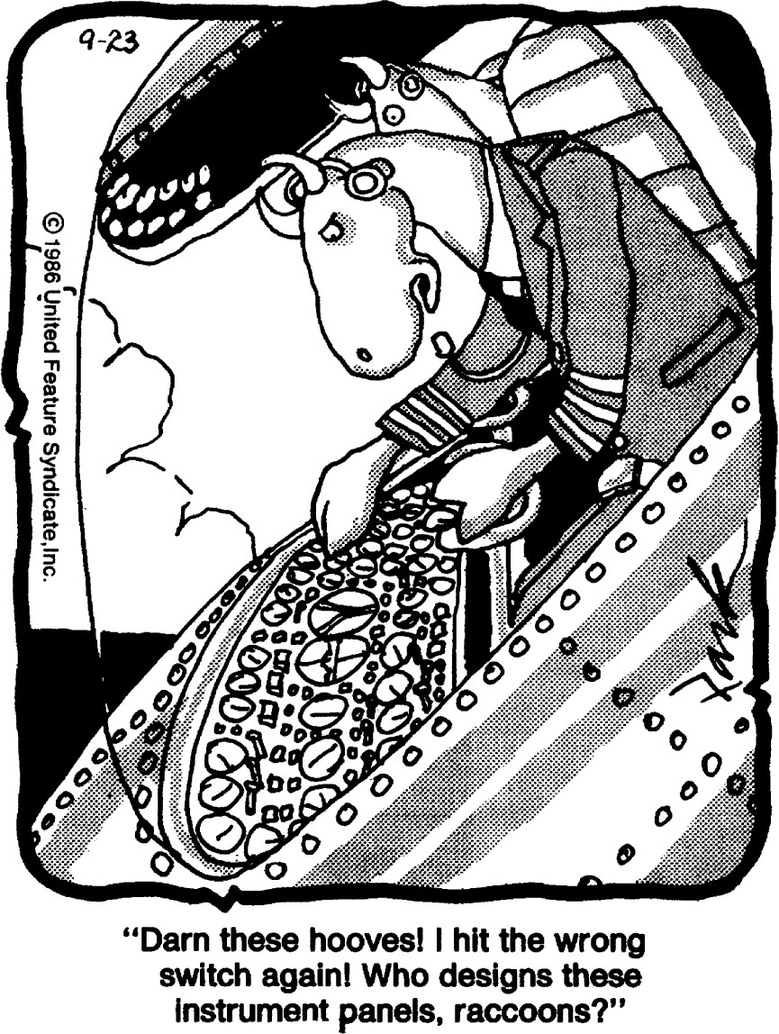 9-23
© 1986 United Feature Syndicate, Inc.
“Darn these hooves! I hit the wrong
switch again! Who designs these
instrument panels, raccoons?”